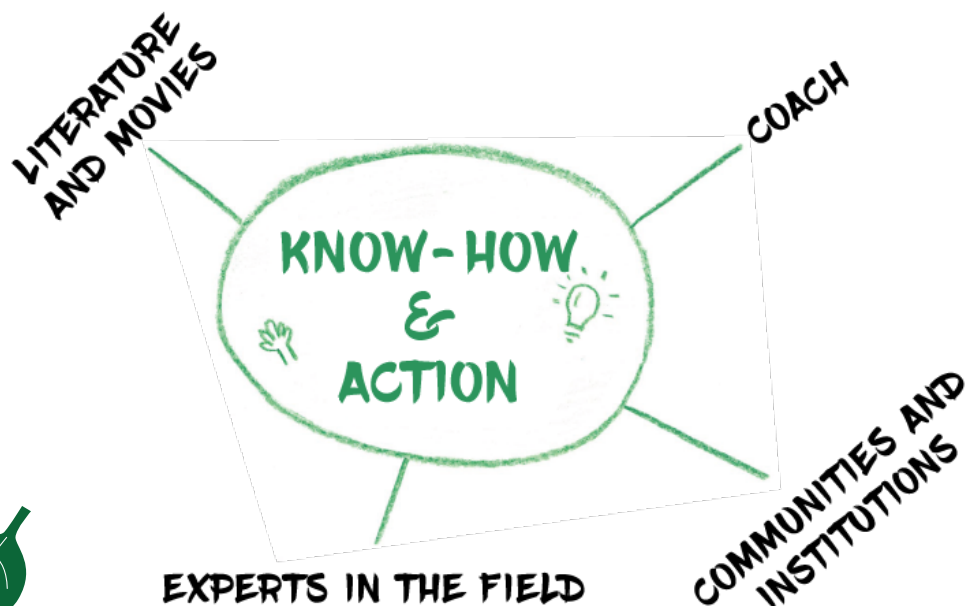 LITERATURE
AND MOVIES
COACH
KNOW-HOW
&
ACTION
COMMUNITIES AND
INSTITUTIONS
EXPERTS IN THE FIELD